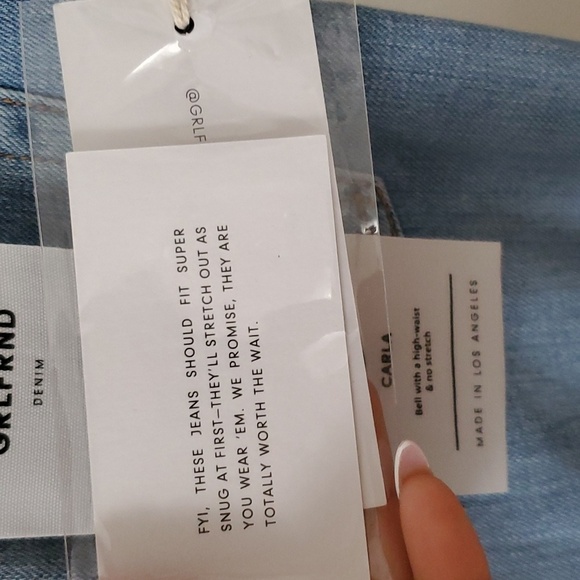 @GRLF
FYI, THESE JEANS SHOULD FIT SUPER
SNUG AT FIRST—THEY'LL STRETCH OUT AS
YOU WEAR 'EM. WE PROMISE, THEY ARE
TOTALLY WORTH THE WAIT.
GRLFRND
DENIM
CARLA
Bell with a high-waist
& no stretch
MADE IN LOS ANGELES